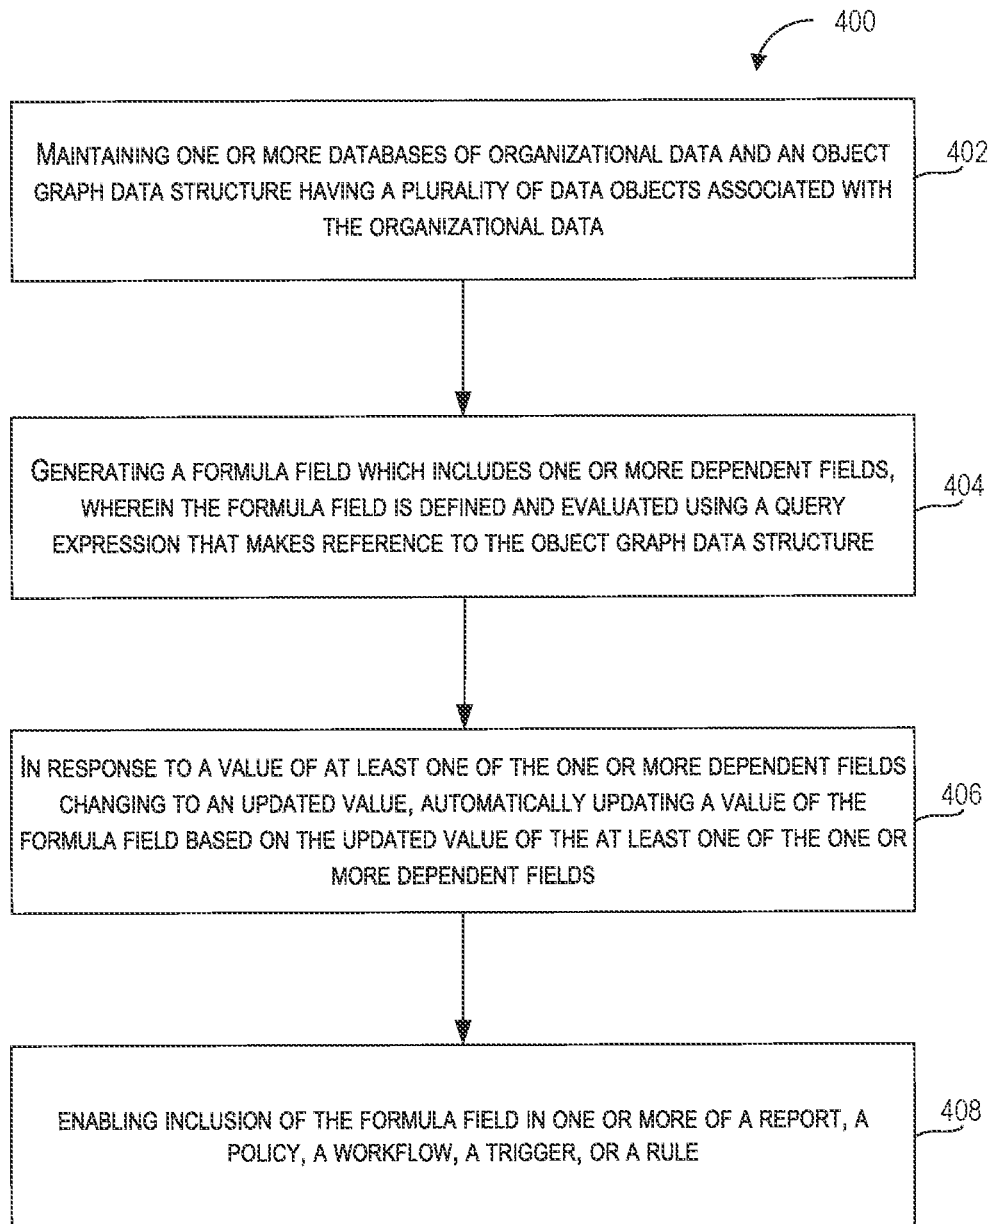 400
MAINTAINING ONE OR MORE DATABASES OF ORGANIZATIONAL DATA AND AN OBJECT
GRAPH DATA STRUCTURE HAVING A PLURALITY OF DATA OBJECTS ASSOCIATED WITH
THE ORGANIZATIONAL DATA
402
GENERATING A FORMULA FIELD WHICH INCLUDES ONE OR MORE DEPENDENT FIELDS,
WHEREIN THE FORMULA FIELD IS DEFINED AND EVALUATED USING A QUERY
EXPRESSION THAT MAKES REFERENCE TO THE OBJECT GRAPH DATA STRUCTURE
404
IN RESPONSE TO A VALUE OF AT LEAST ONE OF THE ONE OR MORE DEPENDENT FIELDS
CHANGING TO AN UPDATED VALUE, AUTOMATICALLY UPDATING A VALUE OF THE
FORMULA FIELD BASED ON THE UPDATED VALUE OF THE AT LEAST ONE OF THE ONE OR
MORE DEPENDENT FIELDS
406
ENABLING INCLUSION OF THE FORMULA FIELD IN ONE OR MORE OF A REPORT, A
POLICY, A WORKFLOW, A TRIGGER, OR A RULE
408